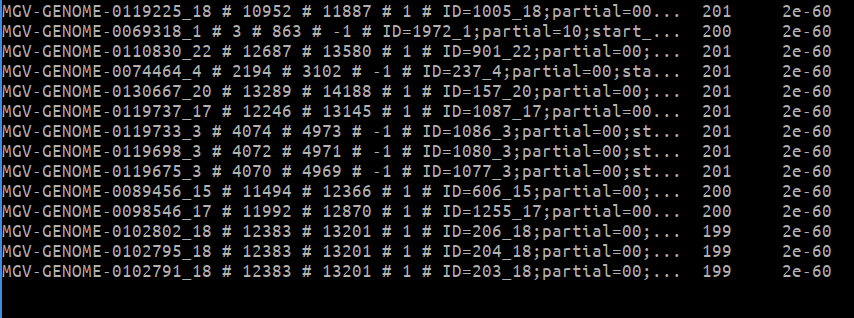 MGV-GENOME-0119225_18 # 10952 # 11887 # 1 # ID=1005_18;partial=00... 201 2e-60
MGV-GENOME-0069318_1 # 3 # 863 # -1 # ID=1972_1;partial=10;start_... 200 2e-60
MGV-GENOME-0110830_22 # 12687 # 13580 # 1 # ID=901_22;partial=00;... 201 2e-60
MGV-GENOME-0074464_4 # 2194 # 3102 # -1 # ID=237_4;partial=00;sta... 201 2e-60
MGV-GENOME-0130667_20 # 13289 # 14188 # 1 # ID=157_20;partial=00;... 201 2e-60
MGV-GENOME-0119737_17 # 12246 # 13145 # 1 # ID=1087_17;partial=00... 201 2e-60
MGV-GENOME-0119733_3 # 4074 # 4973 # -1 # ID=1086_3;partial=00;st... 201 2e-60
MGV-GENOME-0119698_3 # 4072 # 4971 # -1 # ID=1080_3;partial=00;st... 201 2e-60
MGV-GENOME-0119675_3 # 4070 # 4969 # -1 # ID=1077_3;partial=00;st... 201 2e-60
MGV-GENOME-0089456_15 # 11494 # 12366 # 1 # ID=606_15;partial=00;... 200 2e-60
MGV-GENOME-0098546_17 # 11992 # 12870 # 1 # ID=1255_17;partial=00... 200 2e-60
MGV-GENOME-0102802_18 # 12383 # 13201 # 1 # ID=206_18;partial=00;... 199 2e-60
MGV-GENOME-0102795_18 # 12383 # 13201 # 1 # ID=204_18;partial=00;... 199 2e-60
MGV-GENOME-0102791_18 # 12383 # 13201 # 1 # ID=203_18;partial=00;... 199 2e-60